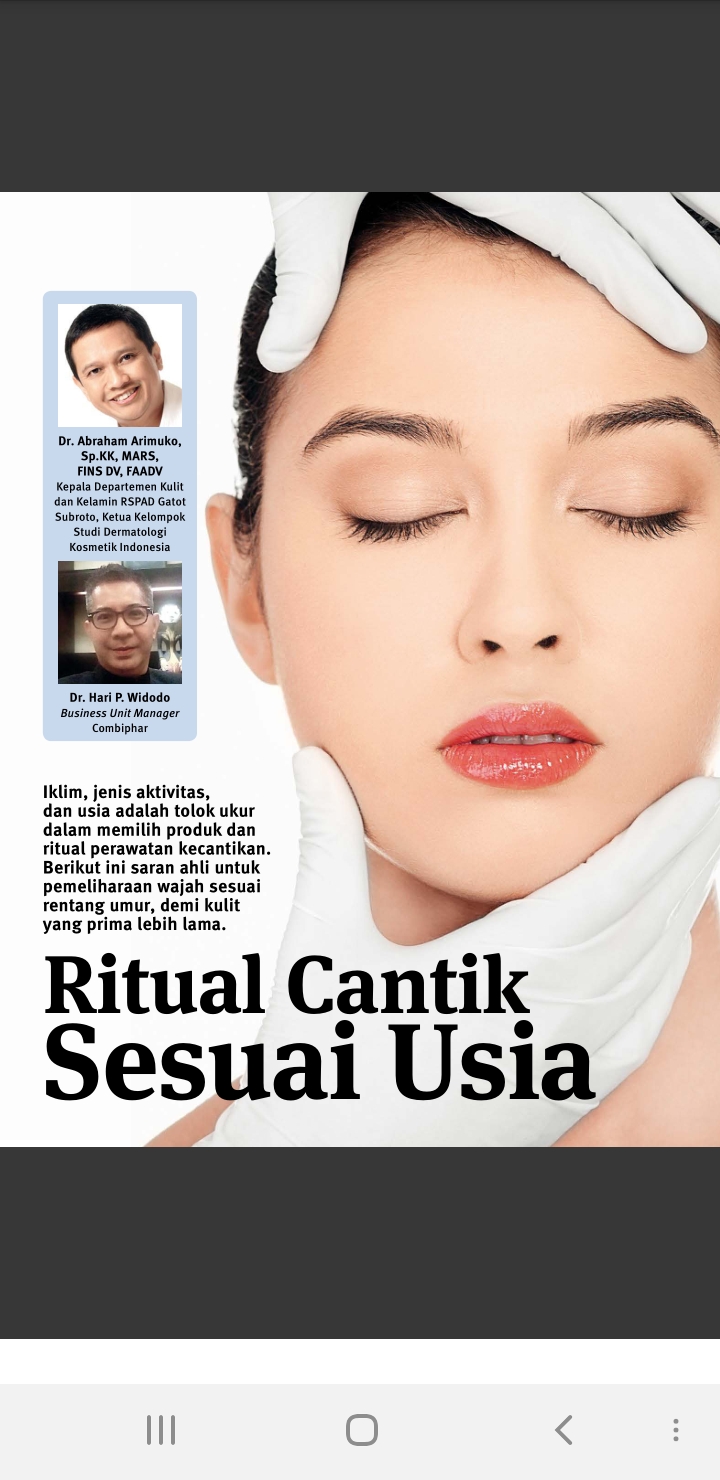 Dr. Abraham Arimuko,
Sp.KK, MARS,
FINS DV, FAADV
Kepala Departemen Kulit
dan Kelamin RSPAD Gatot
Subroto, Ketua Kelompok
Studi Dermatologi
Kosmetik Indonesia
Dr. Hari P. Widodo
Business Unit Manager
Combiphar
Iklim, jenis aktivitas,
dan usia adalah tolok ukur
dalam memilih produk dan
ritual perawatan kecantikan.
Berikut ini saran ahli untuk
pemeliharaan wajah sesuai
rentang umur, demi kulit
yang prima lebih lama.
Ritual Cantik
Sesuai Usia